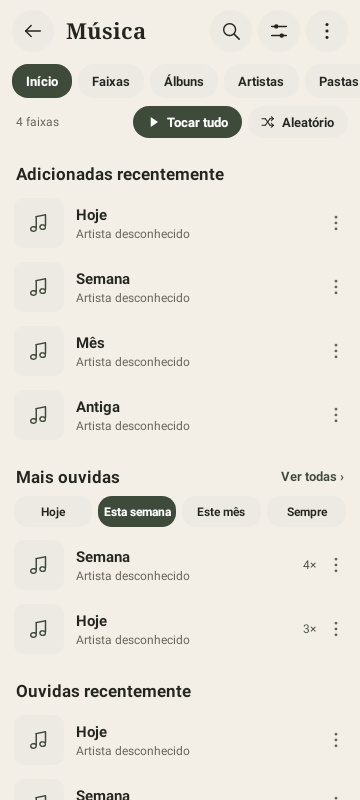 Música
Início
Faixas
Álbuns
Artistas
Pastas
4 faixas
Tocar tudo
Aleatório
Adicionadas recentemente
Hoje
Artista desconhecido
Semana
Artista desconhecido
Mês
Artista desconhecido
Antiga
Artista desconhecido
Mais ouvidas
Ver todas ›
Hoje
Esta semana
Este mês
Sempre
Semana
Artista desconhecido
4×
Hoje
Artista desconhecido
3×
Ouvidas recentemente
Hoje
Artista desconhecido
Semana